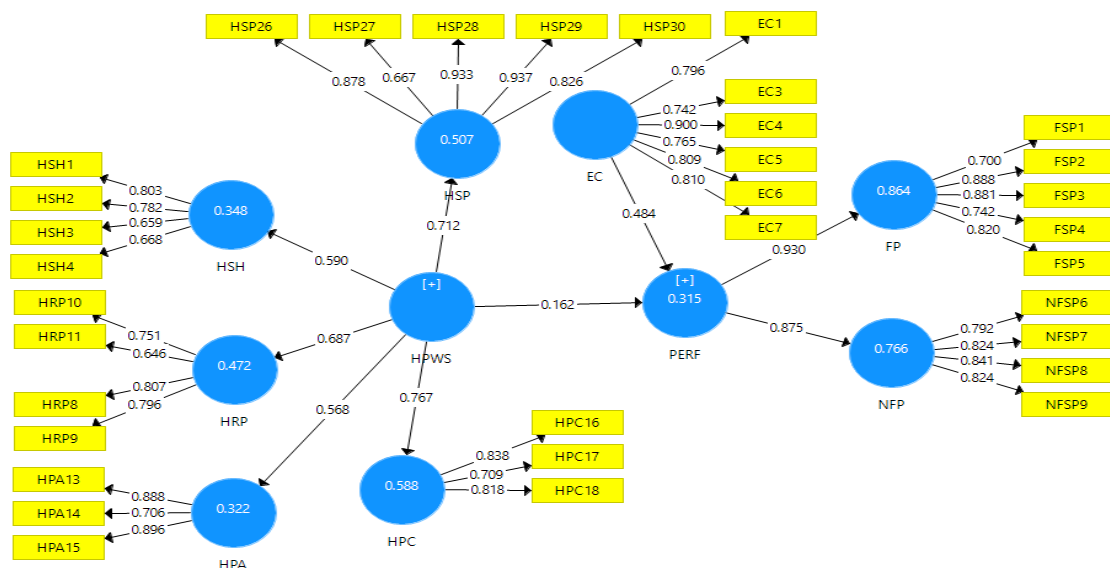 HSP26 HSP27 HSP28 HSP29 HSP30 EC1
0.878 0.667 0.933 0.937 0.826 0.796
0.507
HSP
EC3
EC4
EC5
EC6
EC7
0.742
0.900
0.765
0.809
0.810
EC
0.484
HSH1
HSH2
HSH3
HSH4
0.803
0.782
0.659
0.668
0.348
HSH
0.590
0.712
FSP1
FSP2
FSP3
FSP4
FSP5
0.700
0.888
0.881
0.742
0.820
0.864
FP
0.930
[+]
HPWS
0.162
[+]
0.315
PERF
0.875
HRP10
HRP11
HRP8
HRP9
0.751
0.646
0.807
0.796
0.472
HRP
0.687
NFSP6
NFSP7
NFSP8
NFSP9
0.792
0.824
0.841
0.824
0.766
NFP
0.568
0.767
HPA13
HPA14
HPA15
0.888
0.706
0.896
0.322
HPA
HPC16
HPC17
HPC18
0.838
0.709
0.818
0.588
HPC